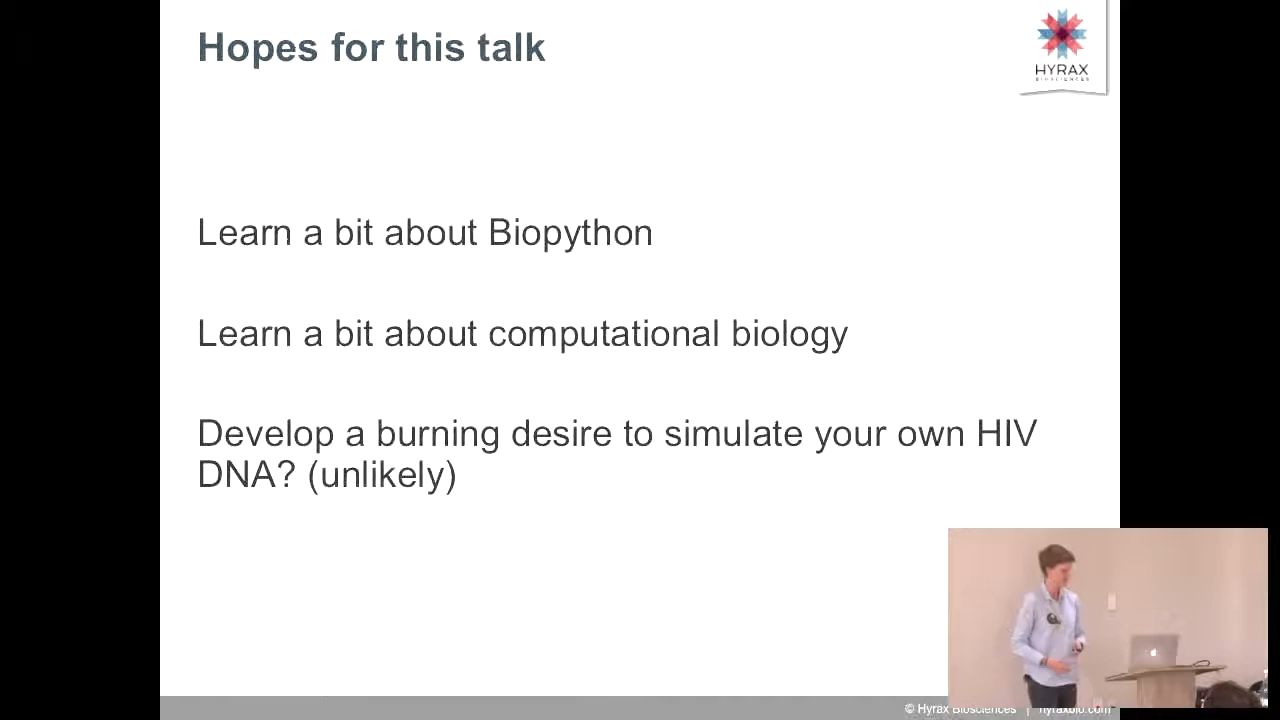 Hopes for this talk
HYRAX
BIOSCIENCES
Learn a bit about Biopython
Learn a bit about computational biology
Develop a burning desire to simulate your own HIV
DNA? (unlikely)
© Hyrax Biosciences | hyraxbio.com